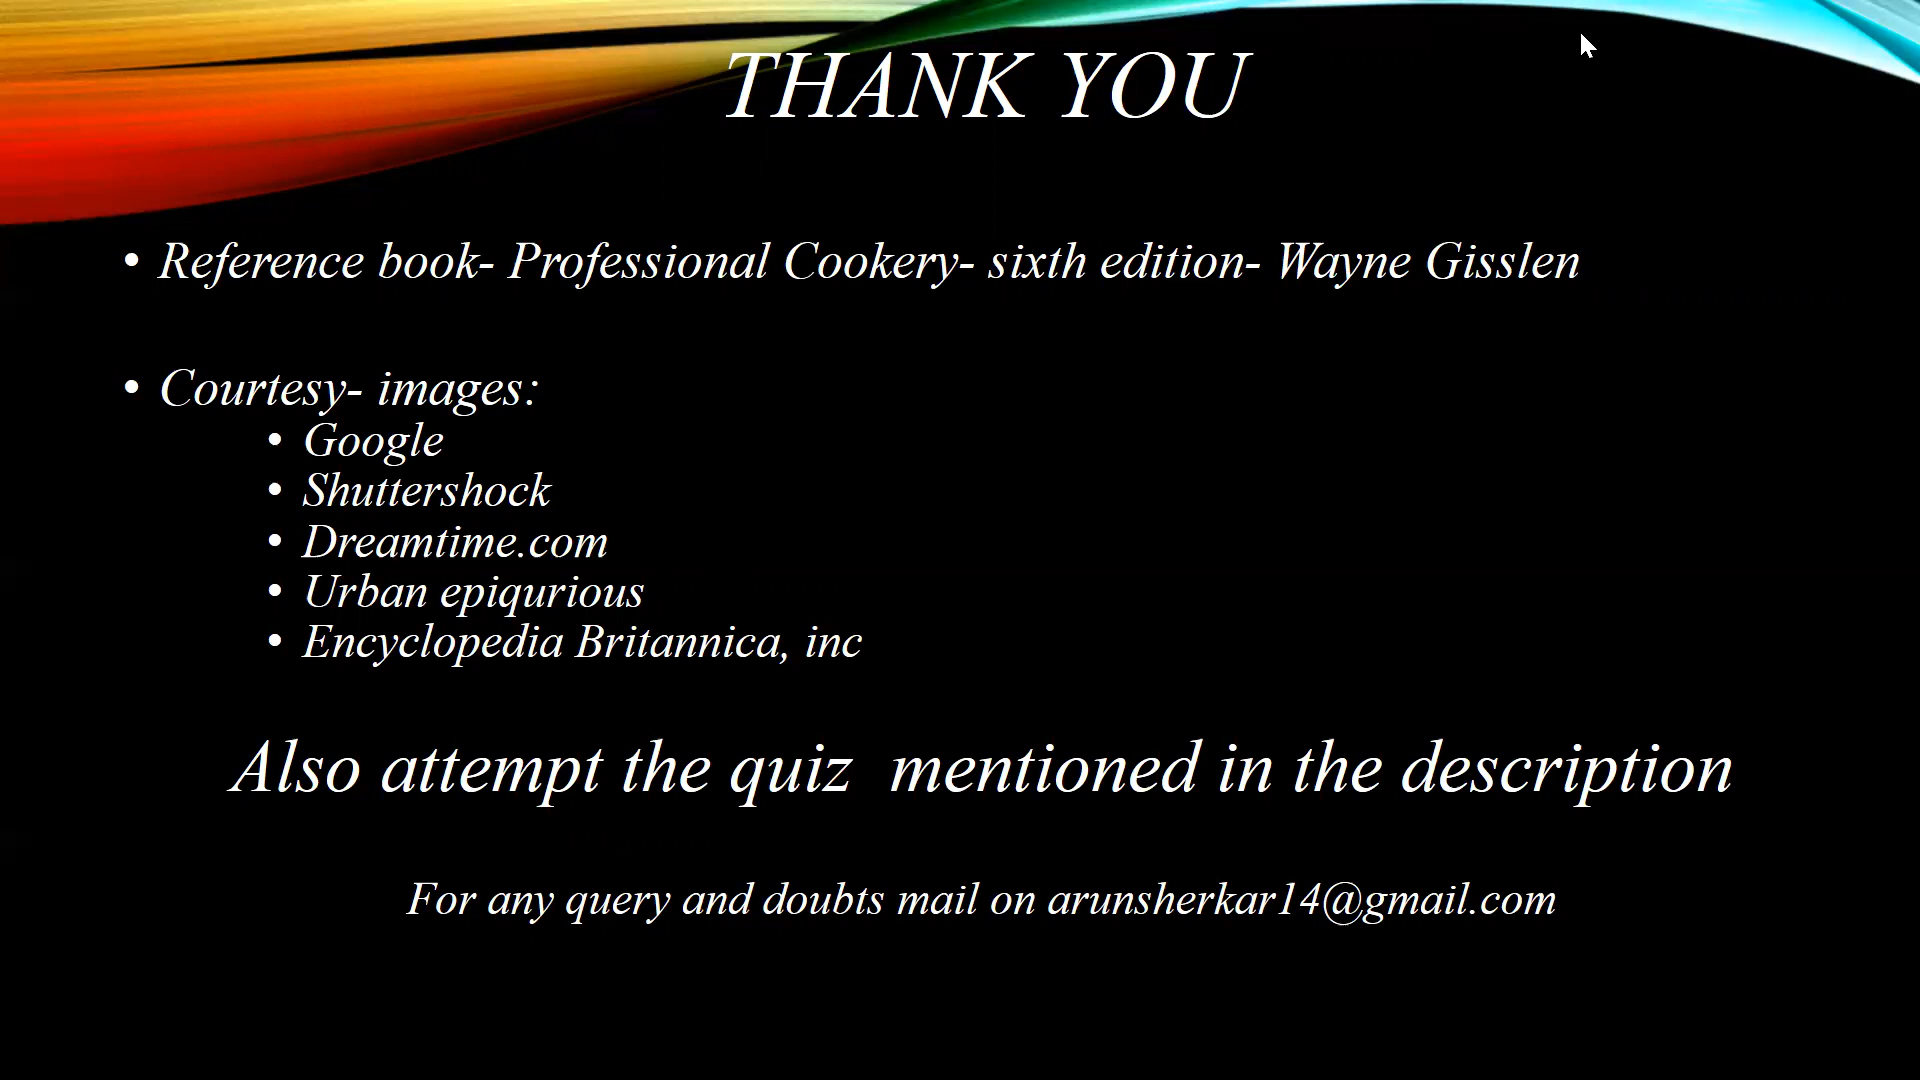 THANK YOU
• Reference book- Professional Cookery- sixth edition- Wayne Gisslen
• Courtesy- images:
• Google
• Shuttershock
• Dreamtime.com
• Urban epiqurious
• Encyclopedia Britannica, inc
Also attempt the quiz  mentioned in the description
For any query and doubts mail on arunsherkar14@gmail.com